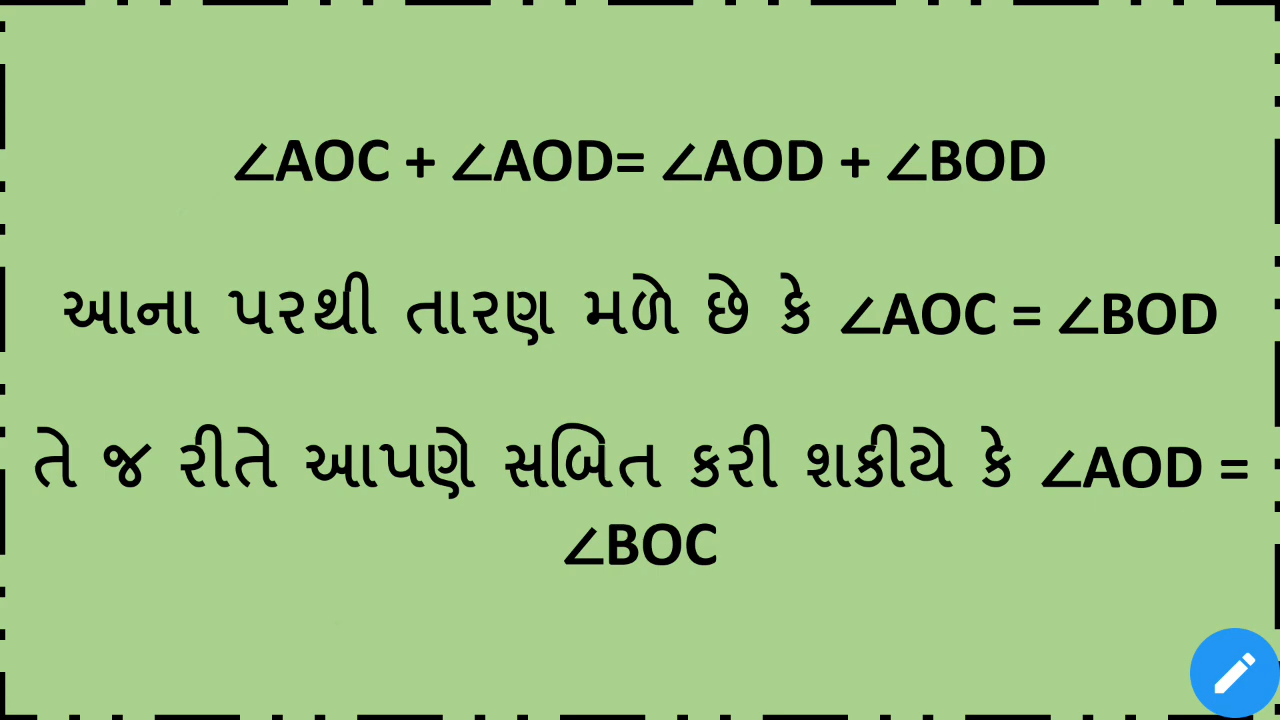 ∠AOC + ∠AOD= ∠AOD + ∠BOD
આના પરથી તારણ મળે છે કે ∠AOC = ∠BOD
તે જ રીતે આપણે સબિત કરી શકીયે કે ∠AOD =
∠BOC